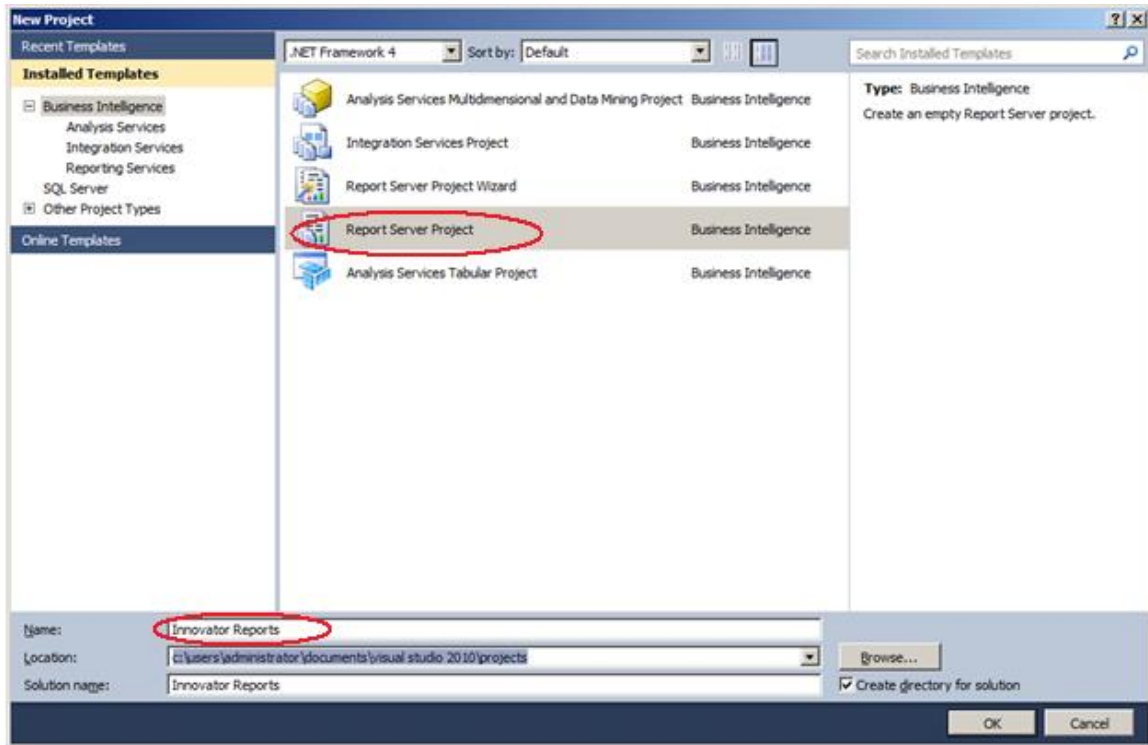 New Project
Recent Templates
Installed Templates
Business Intelligence
Analysis Services
Integration Services
Reporting Services
SQL Server
Other Project Types
Online Templates
.NET Framework 4 Sort by: Default
Analysis Services Multidimensional and Data Mining Project Business Intelligence
Integration Services Project Business Intelligence
Report Server Project Wizard Business Intelligence
Report Server Project Business Intelligence
Analysis Services Tabular Project Business Intelligence
Search Installed Templates
Type: Business Intelligence
Create an empty Report Server project.
Name: Innovator Reports
Location: c:\users\administrator\documents\visual studio 2010\projects
Browse...
Solution name: Innovator Reports
Create directory for solution
OK Cancel